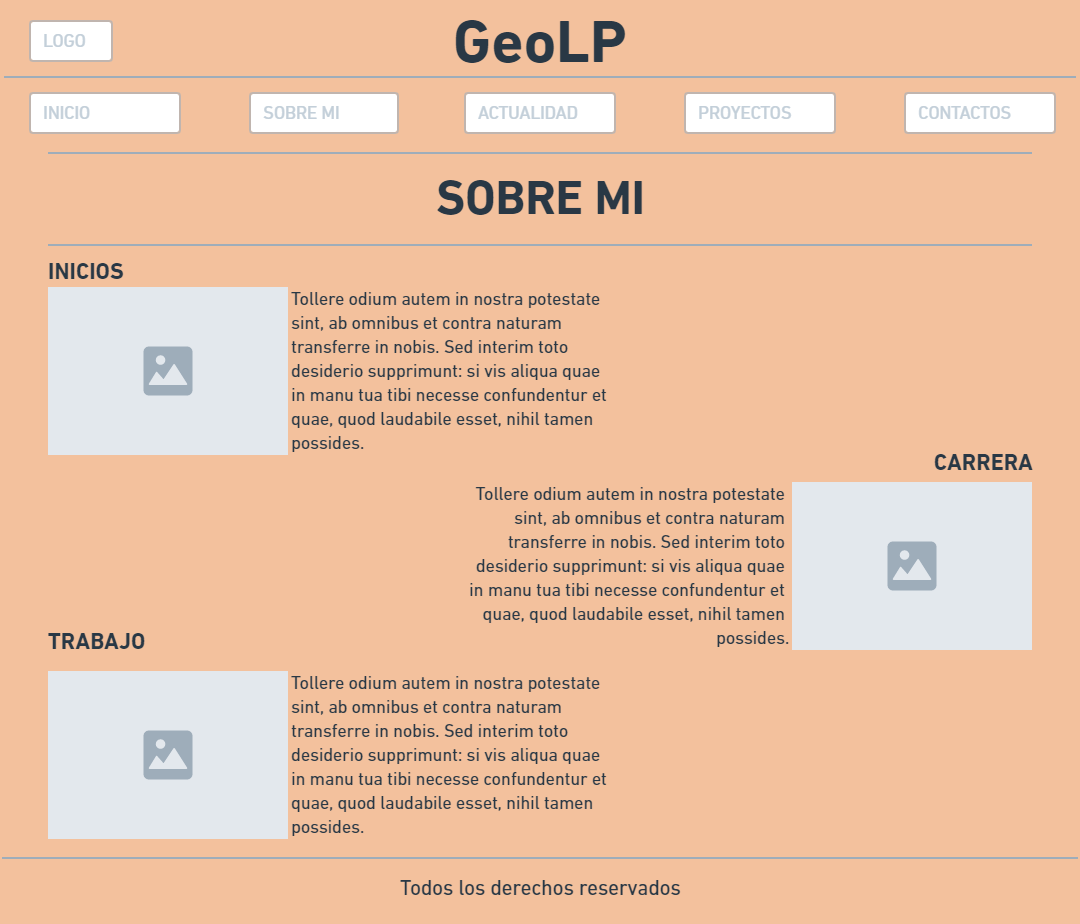 LOGO
GeoLP
INICIO
SOBRE MI
ACTUALIDAD
PROYECTOS
CONTACTOS
SOBRE MI
INICIOS
Tollere odium autem in nostra potestate
sint, ab omnibus et contra naturam
transferre in nobis. Sed interim toto
desiderio supprimunt: si vis aliqua quae
in manu tua tibi necesse confundentur et
quae, quod laudabile esset, nihil tamen
possides.
CARRERA
Tollere odium autem in nostra potestate
sint, ab omnibus et contra naturam
transferre in nobis. Sed interim toto
desiderio supprimunt: si vis aliqua quae
in manu tua tibi necesse confundentur et
quae, quod laudabile esset, nihil tamen
possides.
TRABAJO
Tollere odium autem in nostra potestate
sint, ab omnibus et contra naturam
transferre in nobis. Sed interim toto
desiderio supprimunt: si vis aliqua quae
in manu tua tibi necesse confundentur et
quae, quod laudabile esset, nihil tamen
possides.
Todos los derechos reservados